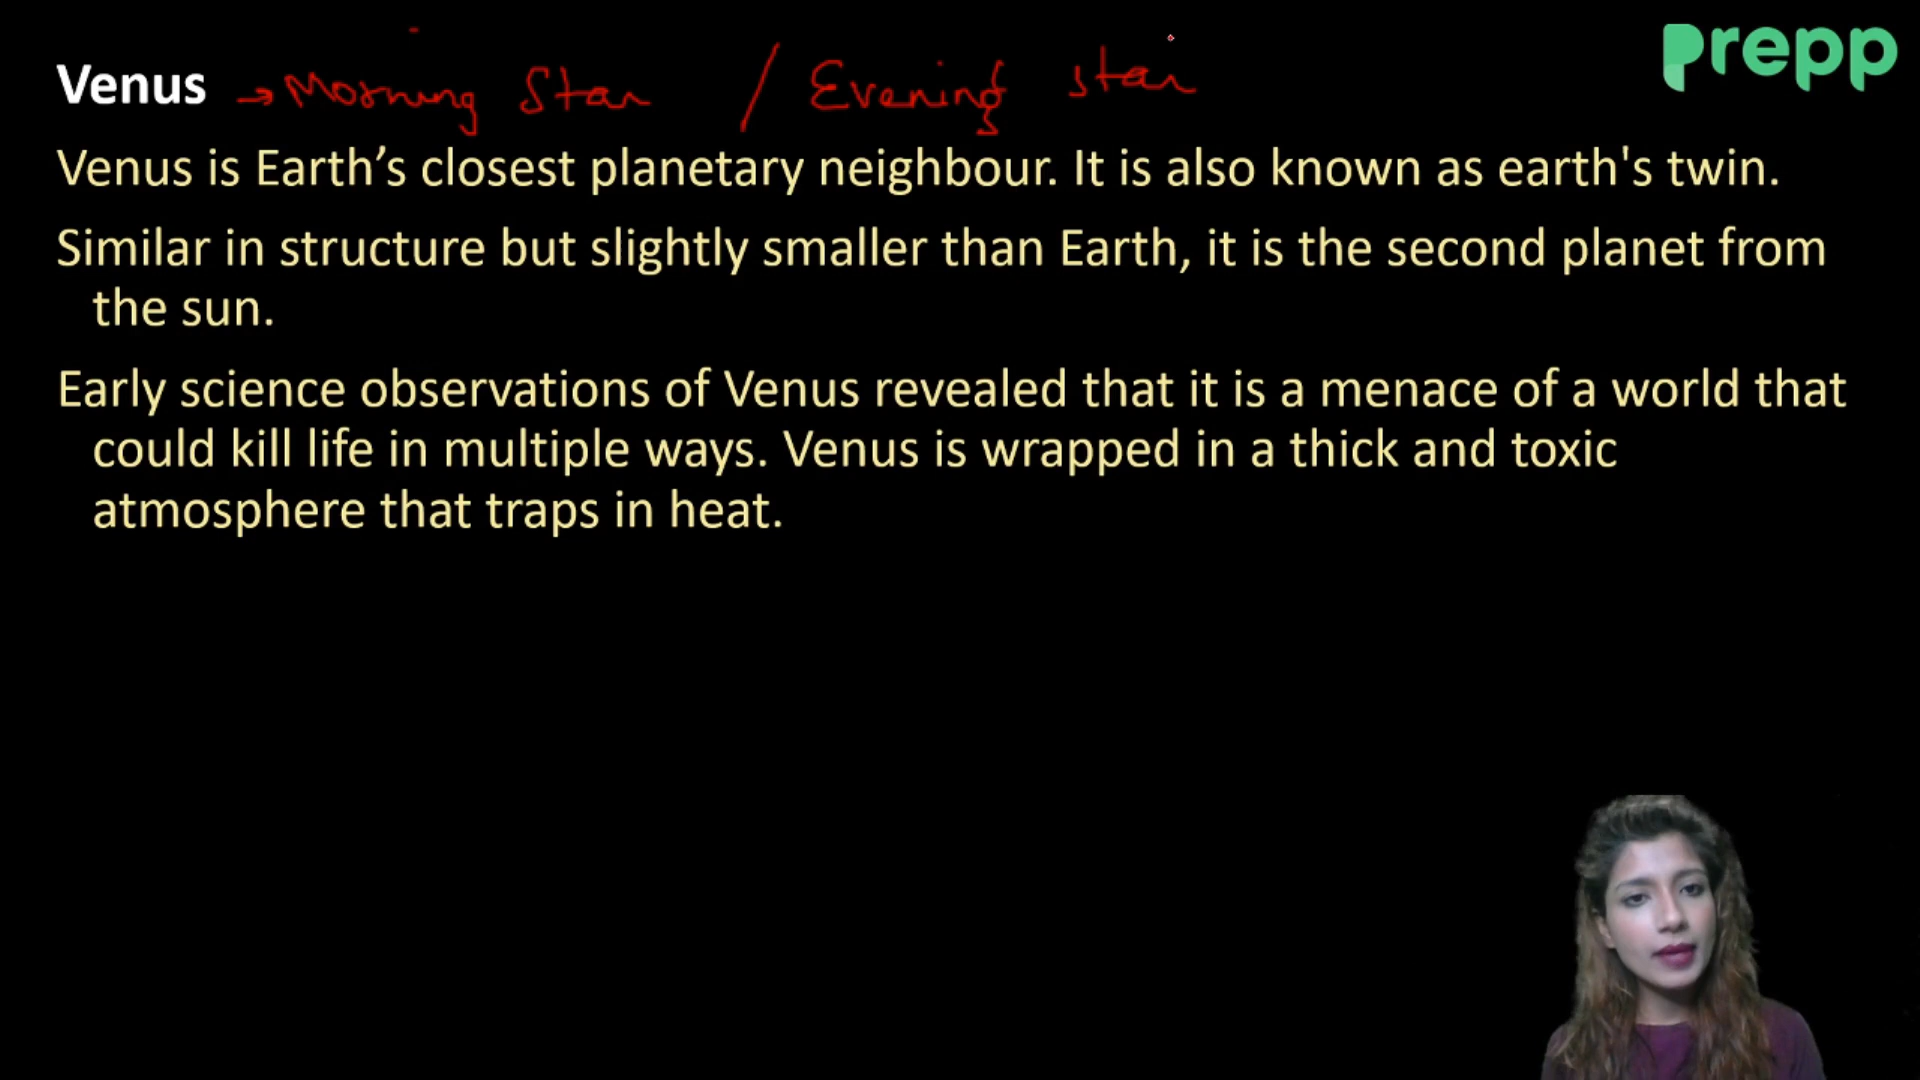 Venus → Morning Star / Evening star
prepp
Venus is Earth’s closest planetary neighbour. It is also known as earth's twin.
Similar in structure but slightly smaller than Earth, it is the second planet from
the sun.
Early science observations of Venus revealed that it is a menace of a world that
could kill life in multiple ways. Venus is wrapped in a thick and toxic
atmosphere that traps in heat.